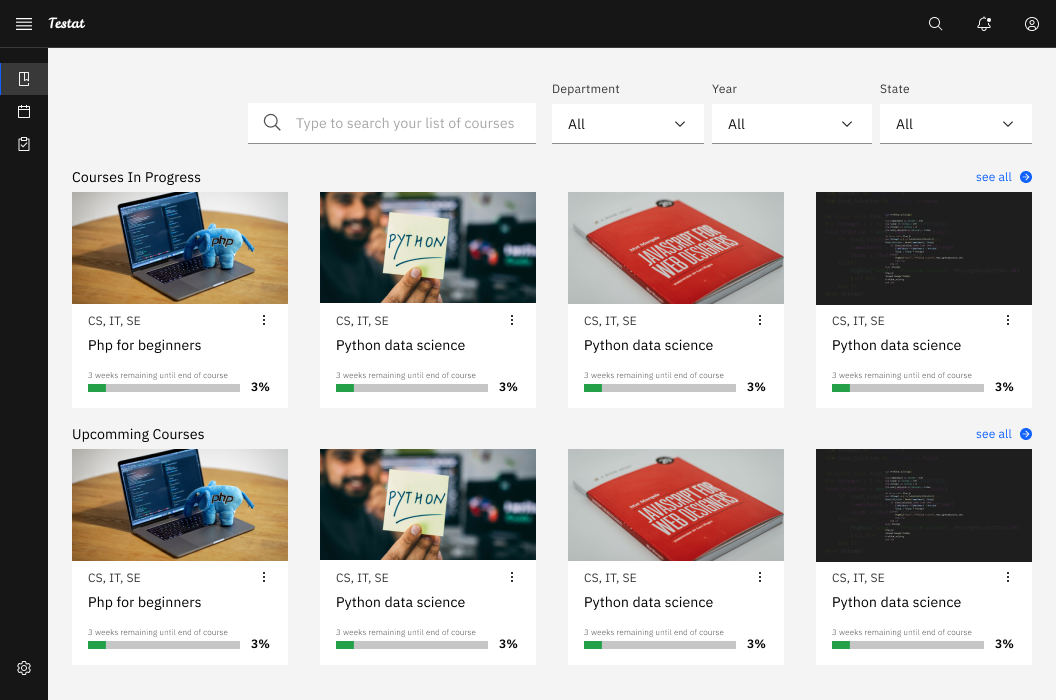 Testat
Department
Year
State
Type to search your list of courses
All
All
All
Courses In Progress
see all
php
PYTHON
JAVASCRIPT FOR
WEB DESIGNERS
CS, IT, SE
CS, IT, SE
CS, IT, SE
CS, IT, SE
Php for beginners
Python data science
Python data science
Python data science
3 weeks remaining until end of course
3 weeks remaining until end of course
3 weeks remaining until end of course
3 weeks remaining until end of course
3%
3%
3%
3%
Upcomming Courses
see all
php
PYTHON
JAVASCRIPT FOR
WEB DESIGNERS
CS, IT, SE
CS, IT, SE
CS, IT, SE
CS, IT, SE
Php for beginners
Python data science
Python data science
Python data science
3 weeks remaining until end of course
3 weeks remaining until end of course
3 weeks remaining until end of course
3 weeks remaining until end of course
3%
3%
3%
3%